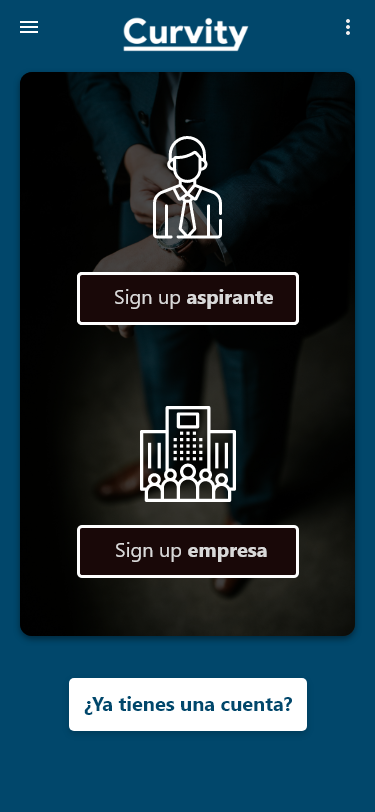 Curvity
Sign up aspirante
Sign up empresa
¿Ya tienes una cuenta?